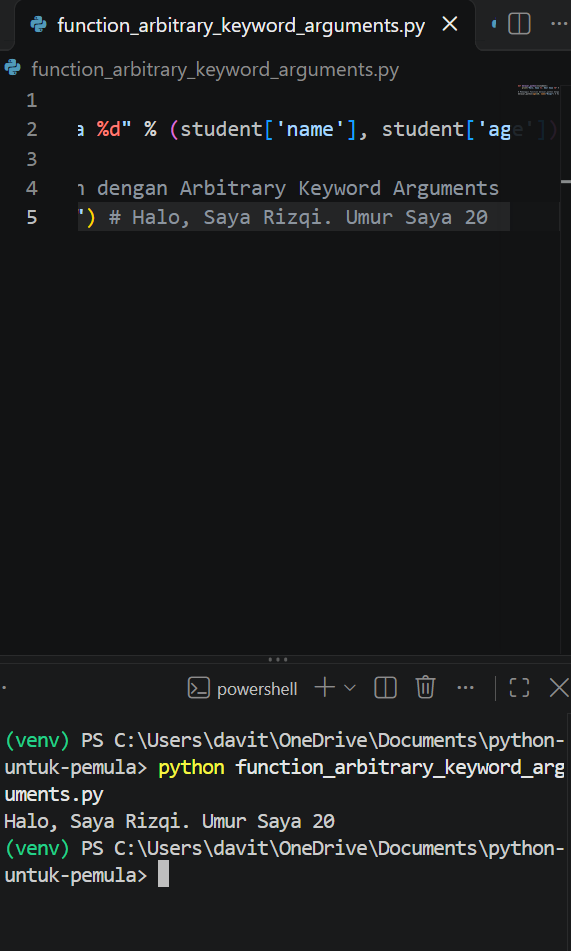 function_arbitrary_keyword_arguments.py
function_arbitrary_keyword_arguments.py
1
2 a %d" % (student['name'], student['age'])
3
4 n dengan Arbitrary Keyword Arguments
5 ") # Halo, Saya Rizqi. Umur Saya 20
powershell
(venv) PS C:\Users\davit\OneDrive\Documents\python-
untuk-pemula> python function_arbitrary_keyword_arg
uments.py
Halo, Saya Rizqi. Umur Saya 20
(venv) PS C:\Users\davit\OneDrive\Documents\python-
untuk-pemula>